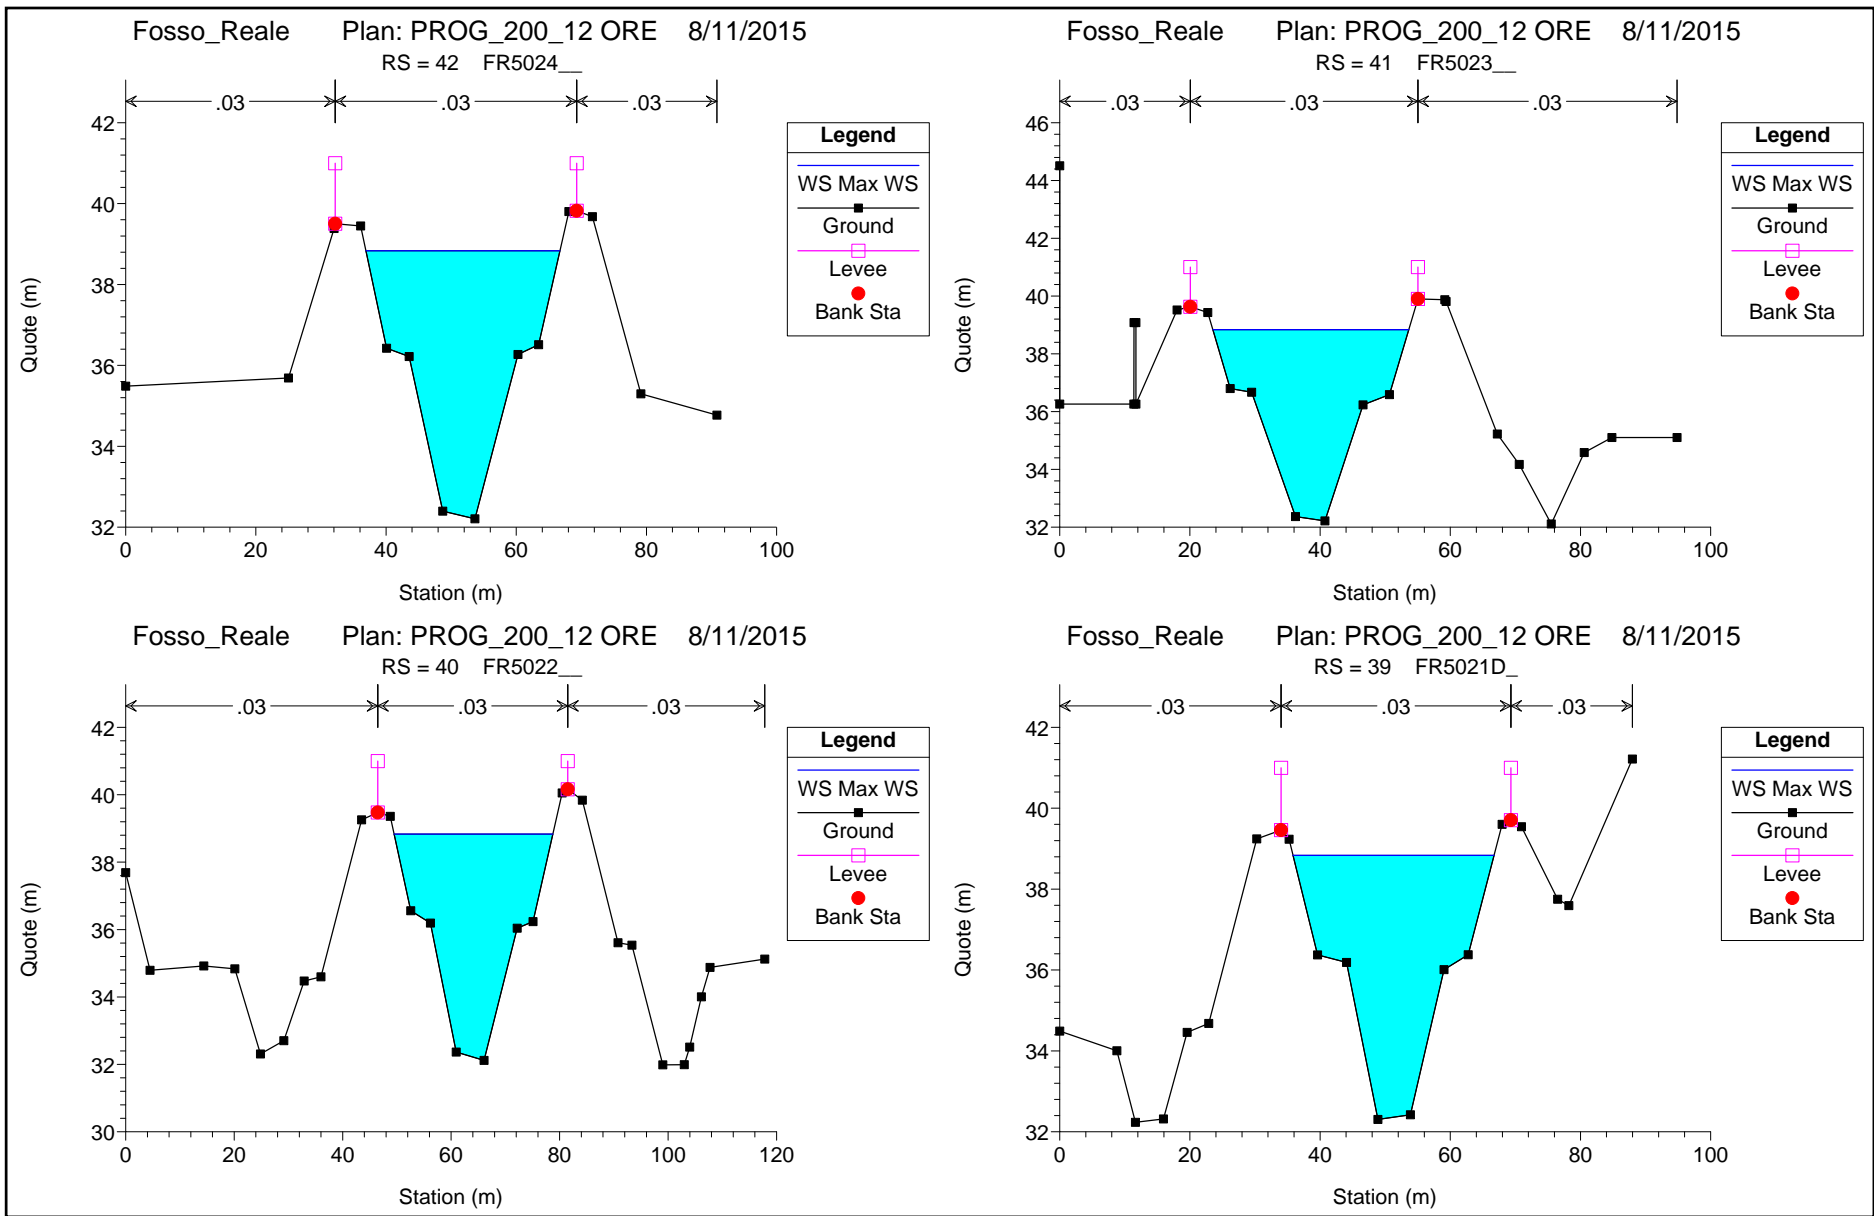 Fosso_Reale Plan: PROG_200_12 ORE 8/11/2015
RS = 42 FR5024__
.03 .03 .03
42
40
38
36
34
32
0 20 40 60 80 100
Station (m)
Quote (m)
Legend
WS Max WS
Ground
Levee
Bank Sta
Fosso_Reale Plan: PROG_200_12 ORE 8/11/2015
RS = 41 FR5023__
.03 .03 .03
46
44
42
40
38
36
34
32
0 20 40 60 80 100
Station (m)
Quote (m)
Legend
WS Max WS
Ground
Levee
Bank Sta
Fosso_Reale Plan: PROG_200_12 ORE 8/11/2015
RS = 40 FR5022__
.03 .03 .03
42
40
38
36
34
32
30
0 20 40 60 80 100 120
Station (m)
Quote (m)
Legend
WS Max WS
Ground
Levee
Bank Sta
Fosso_Reale Plan: PROG_200_12 ORE 8/11/2015
RS = 39 FR5021D_
.03 .03 .03
42
40
38
36
34
32
0 20 40 60 80 100
Station (m)
Quote (m)
Legend
WS Max WS
Ground
Levee
Bank Sta